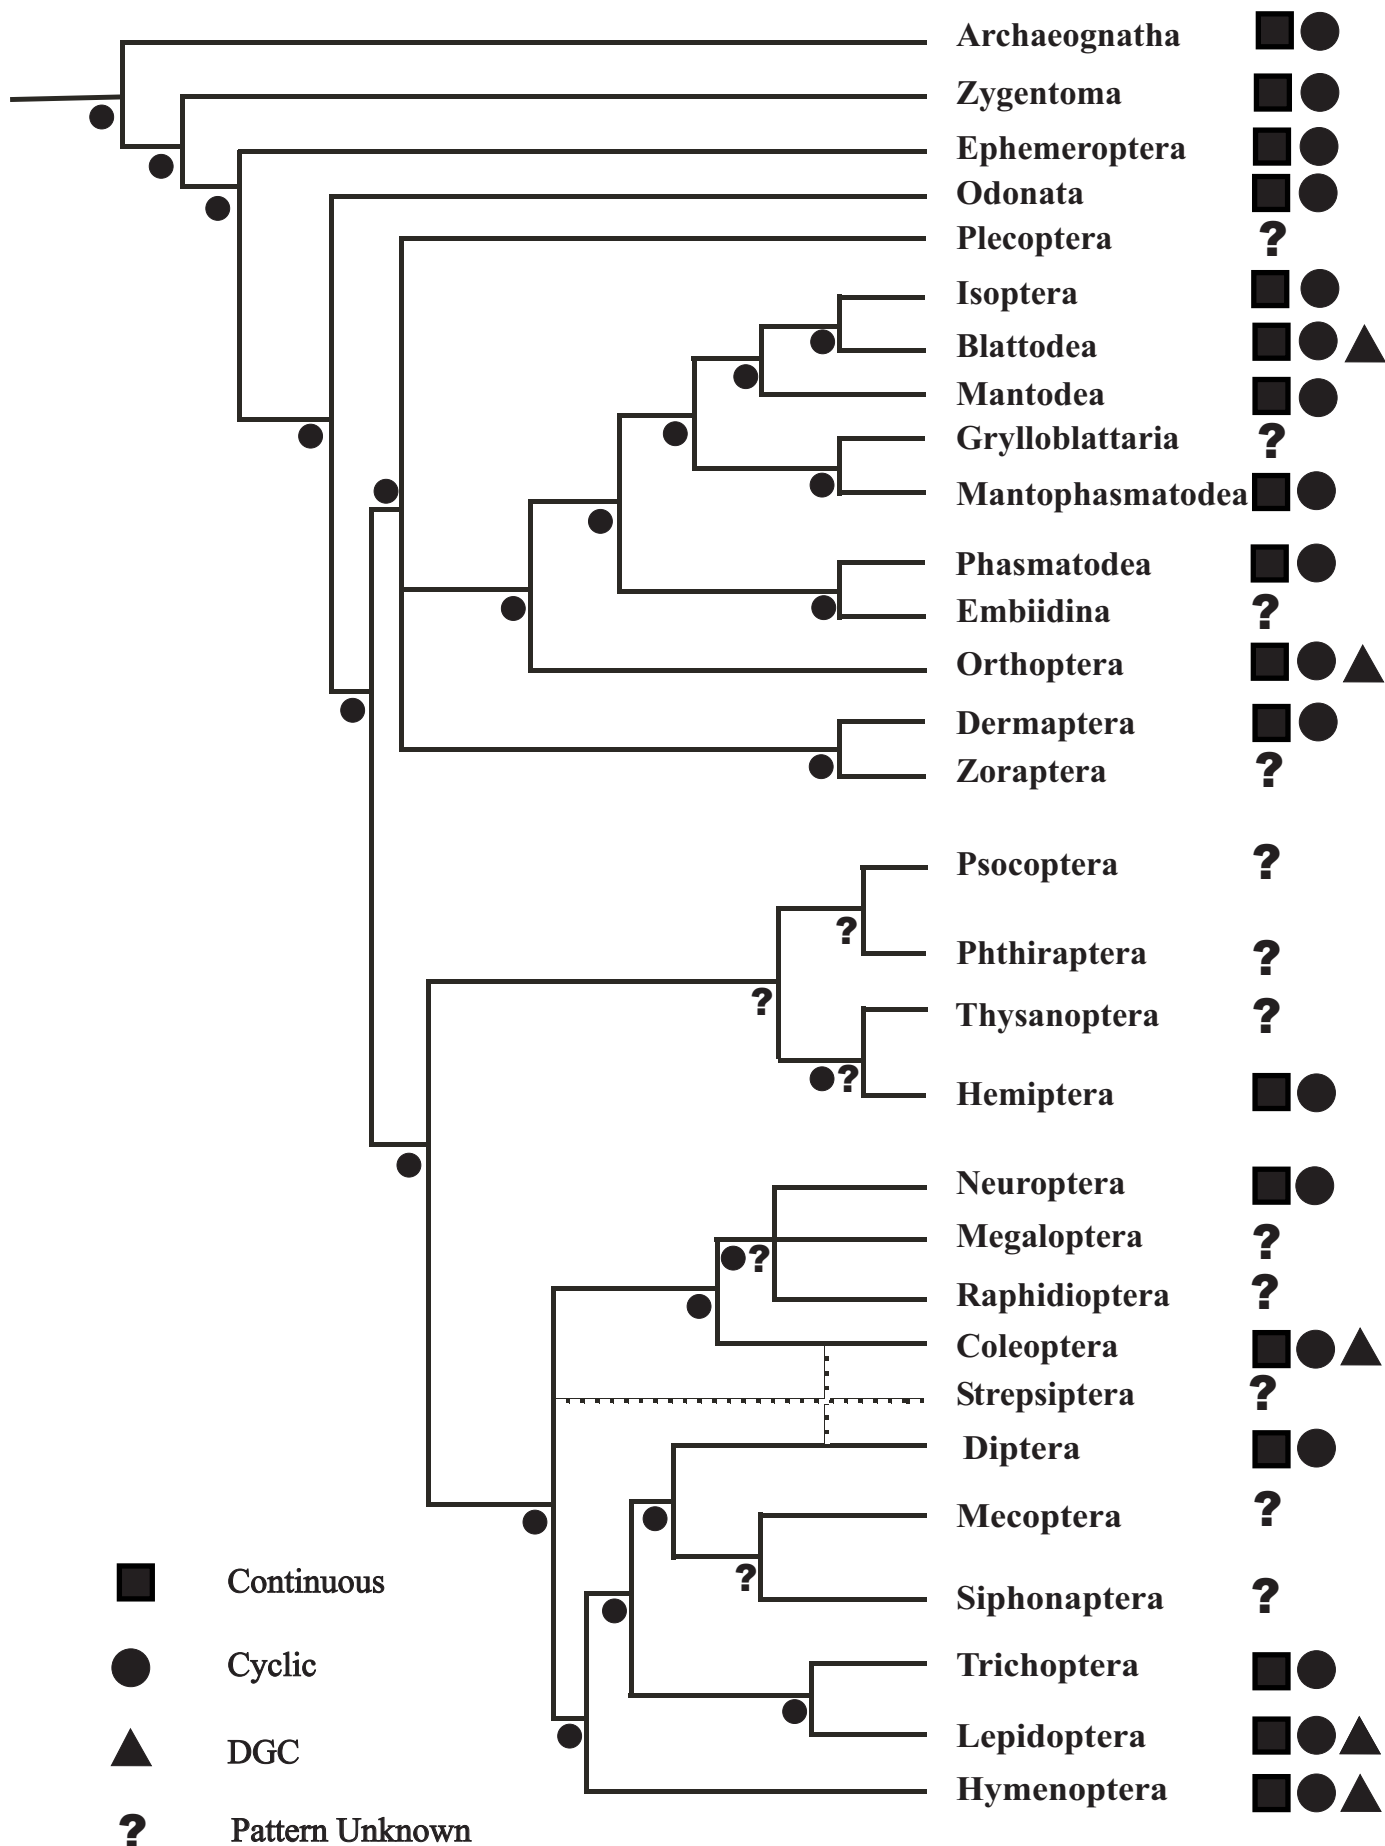 Archaeognatha
Zygentoma
Ephemeroptera
Odonata
Plecoptera
?
Isoptera
Blattodea
Mantodea
Grylloblattaria
?
Mantophasmatodea
Phasmatodea
Embiidina
?
Orthoptera
Dermaptera
Zoraptera
?
Psocoptera
?
?
Phthiraptera
?
?
Thysanoptera
?
?
Hemiptera
Neuroptera
Megaloptera
?
?
Raphidioptera
?
Coleoptera
Strepsiptera
?
Diptera
Mecoptera
?
?
Siphonaptera
?
Trichoptera
Lepidoptera
Hymenoptera
Continuous
Cyclic
DGC
? Pattern Unknown